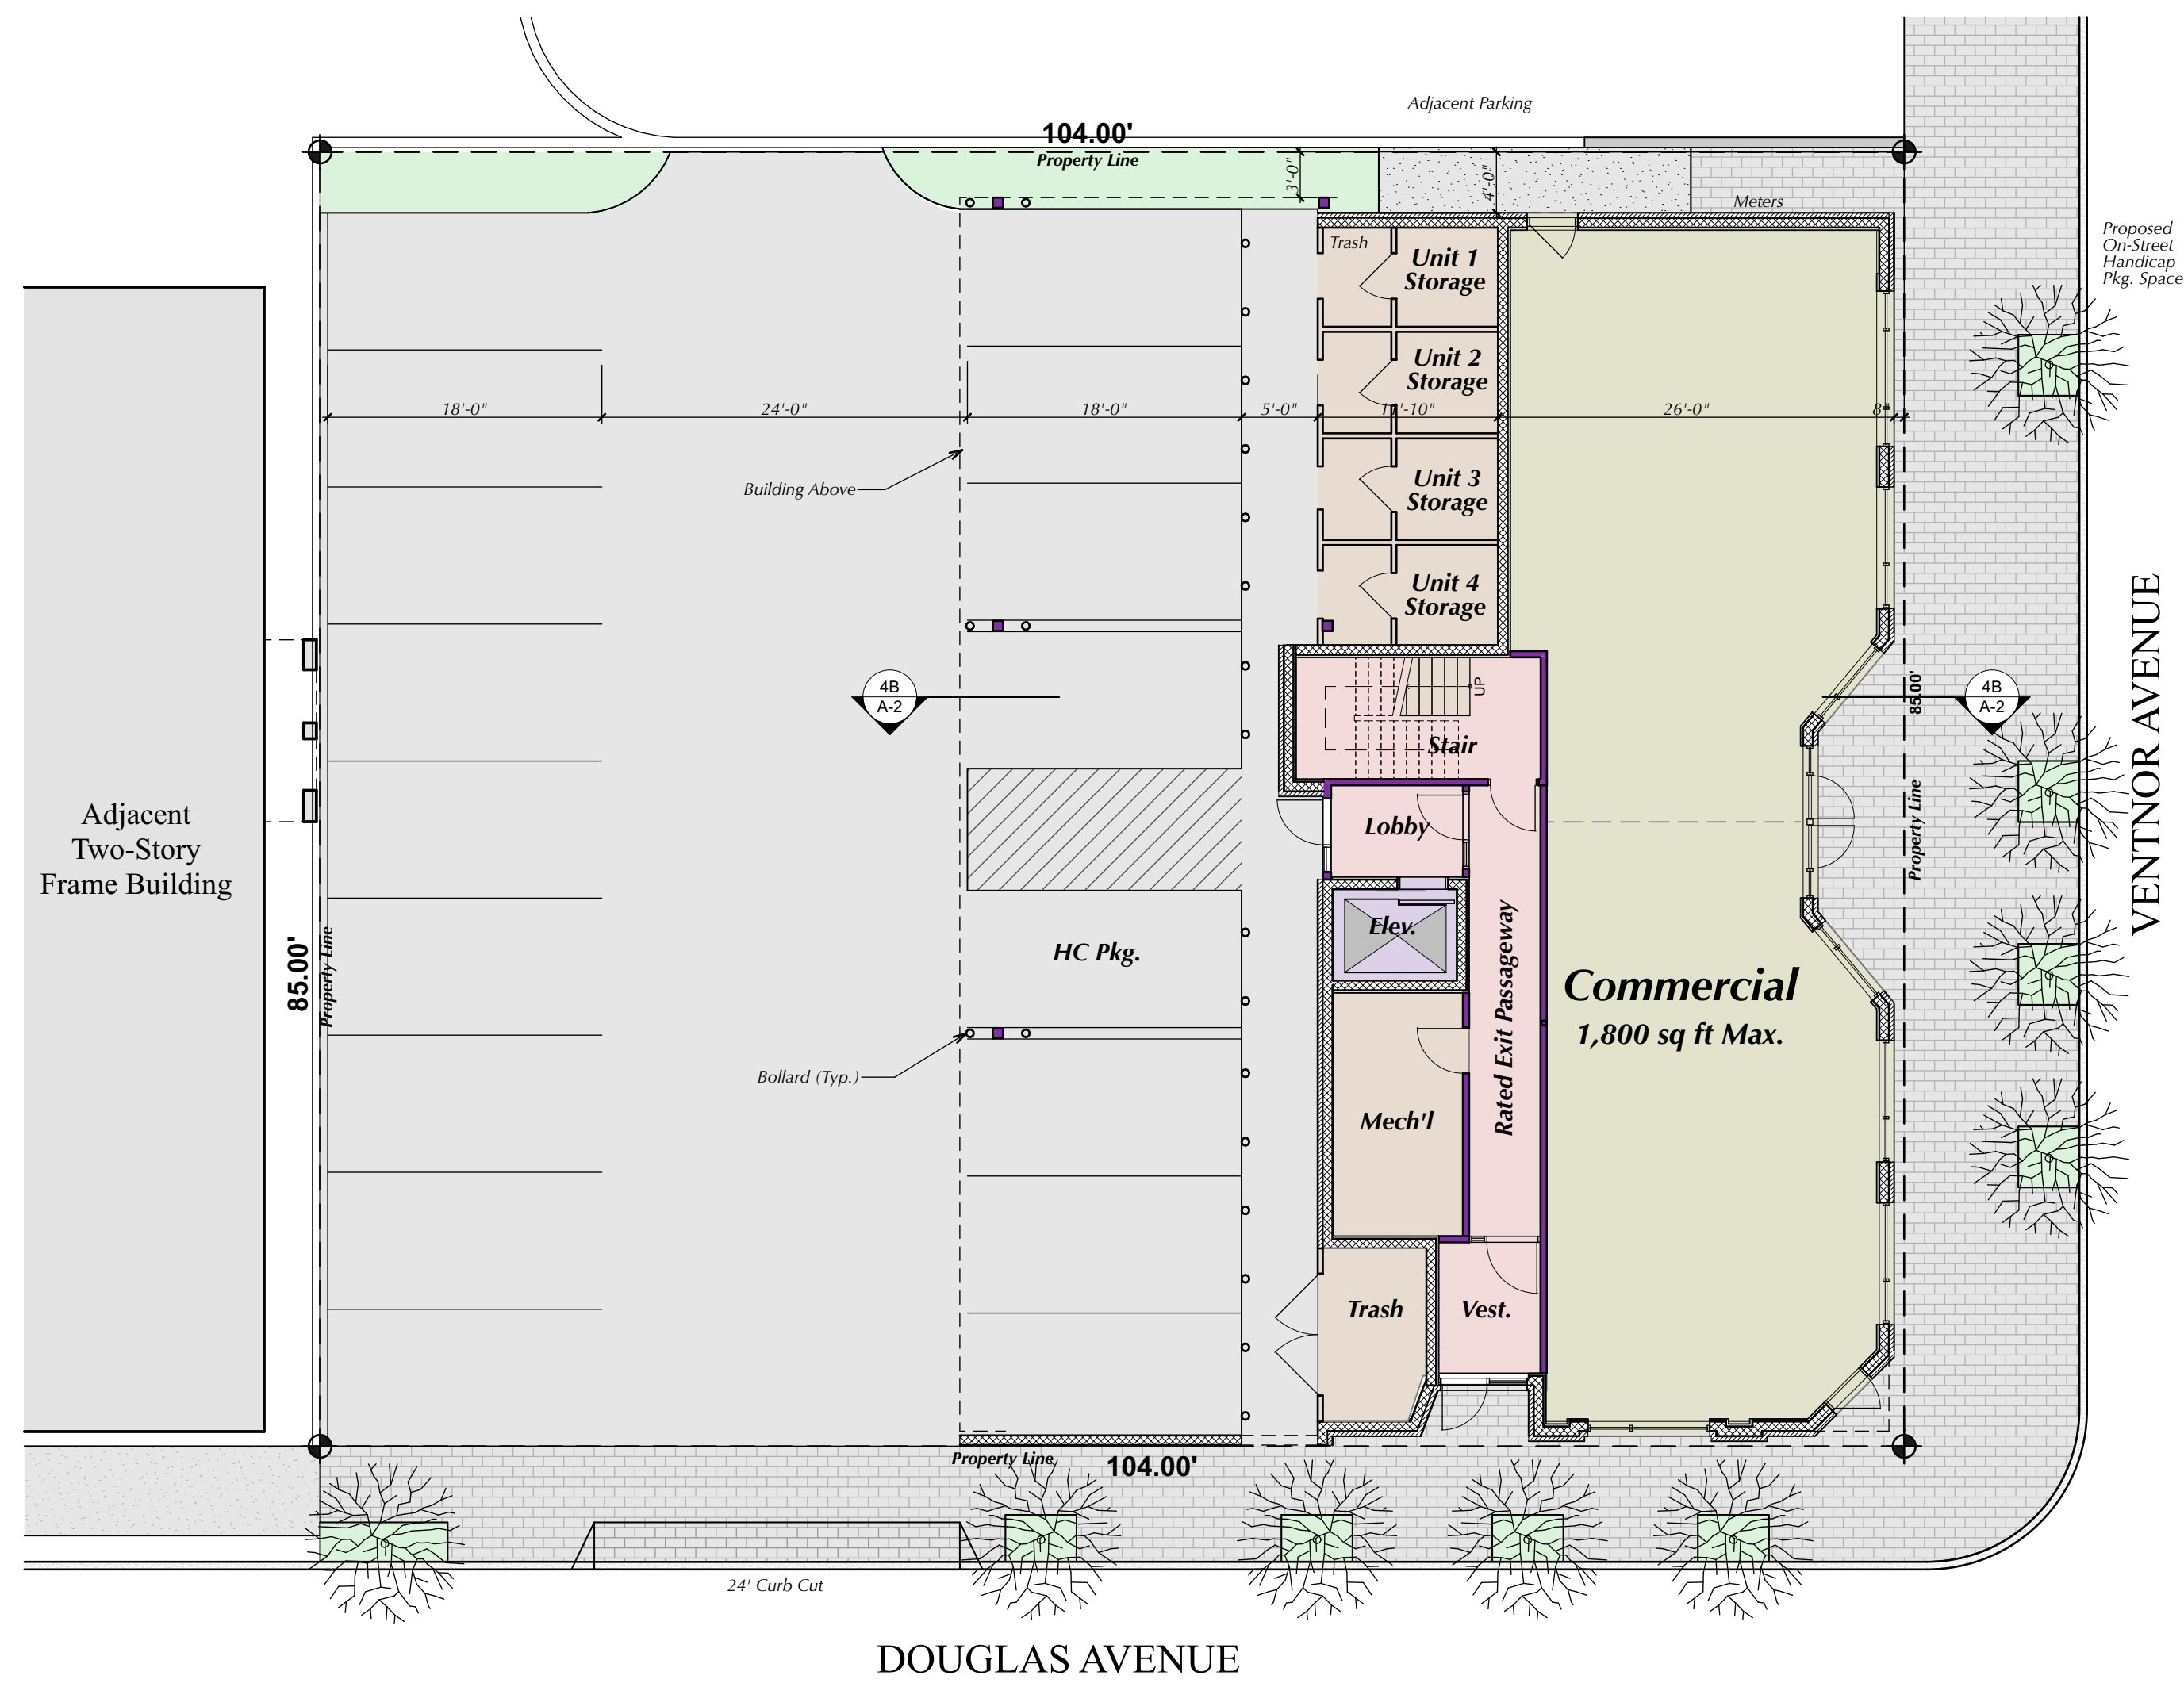 Adjacent Parking
104.00'
Property Line
3'-0"
4'-0"
Meters
Proposed
On-Street
Handicap
Pkg. Space
Trash
Unit 1
Storage
Unit 2
Storage
18'-0"
24'-0"
18'-0"
5'-0"
11'-10"
26'-0"
8"
Building Above
Unit 3
Storage
Unit 4
Storage
4B
A-2
UP
Stair
85.00'
4B
A-2
VENTNOR AVENUE
Property Line
Adjacent
Two-Story
Frame Building
Lobby
Elev.
HC Pkg.
85.00'
Property Line
Rated Exit Passageway
Commercial
1,800 sq ft Max.
Bollard (Typ.)
Mech'l
Trash
Vest.
Property Line
104.00'
24' Curb Cut
DOUGLAS AVENUE